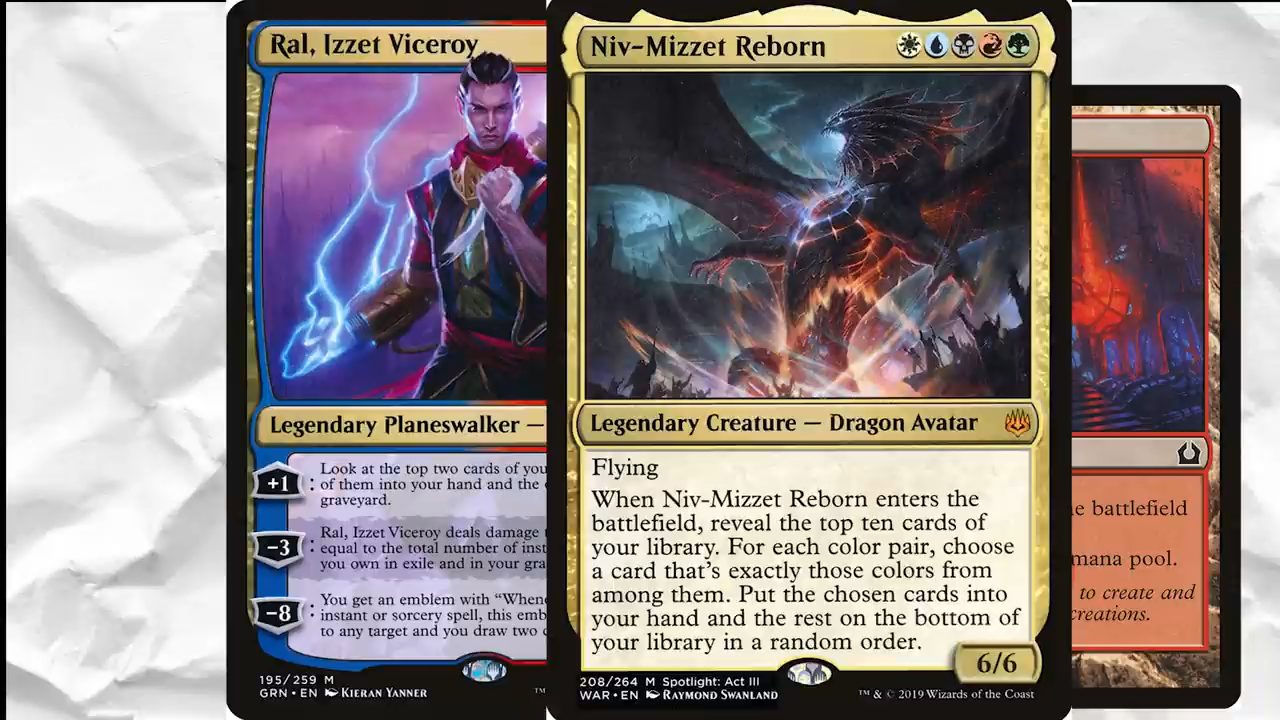 Ral, Izzet Viceroy
Legendary Planeswalker —
+1
: Look at the top two cards of you
of them into your hand and the
graveyard.
-3
: Ral, Izzet Viceroy deals damage
equal to the total number of inst
you own in exile and in your gra
-8
: You get an emblem with “Whene
instant or sorcery spell, this emb
to any target and you draw two
195/259 M
GRN • EN KIERAN YANNER
™
Niv-Mizzet Reborn
Legendary Creature — Dragon Avatar
Flying
When Niv-Mizzet Reborn enters the
battlefield, reveal the top ten cards of
your library. For each color pair, choose
a card that’s exactly those colors from
among them. Put the chosen cards into
your hand and the rest on the bottom of
your library in a random order.
6/6
208/264 M Spotlight: Act III
WAR • EN RAYMOND SWANLAND
™ & © 2019 Wizards of the Coast
e battlefield
mana pool.
to create and
creations.